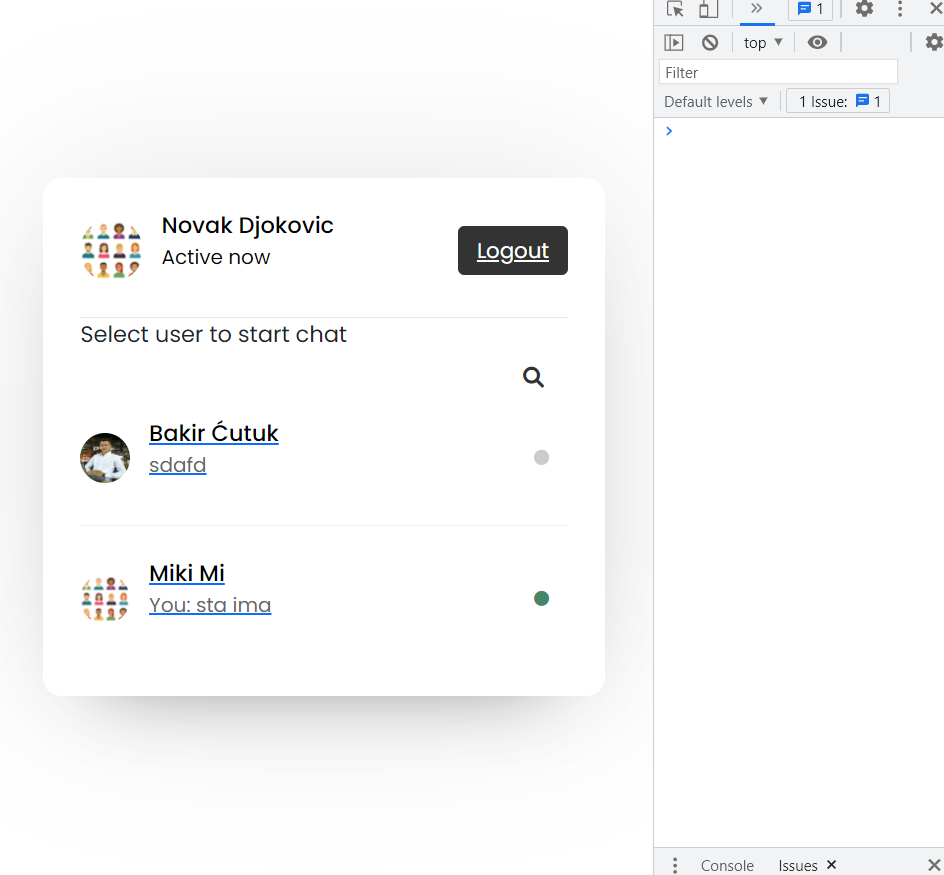 1
top
Filter
Default levels
1 Issue: 1
Novak Djokovic
Active now
Logout
Select user to start chat
Bakir Ćutuk
sdafd
Miki Mi
You: sta ima
Console Issues